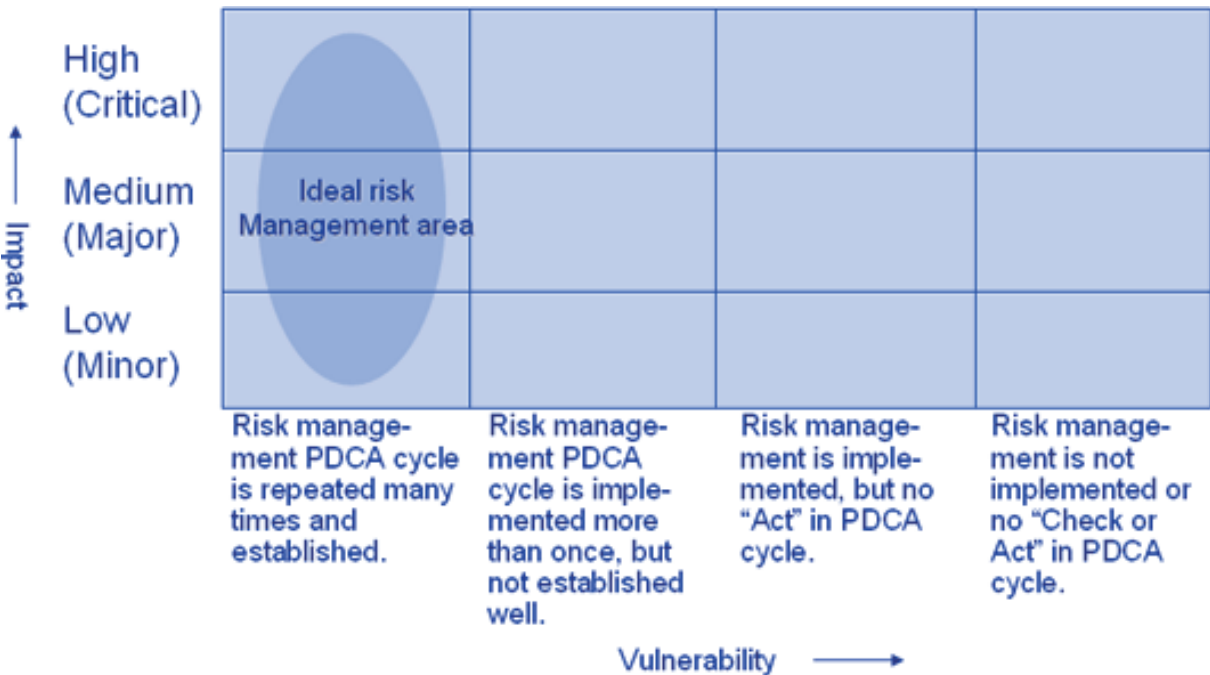 High
(Critical)
Medium
(Major)
Low
(Minor)
Impact
Ideal risk
Management area
Risk manage-
ment PDCA cycle
is repeated many
times and
established.
Risk manage-
ment PDCA
cycle is imple-
mented more
than once, but
not established
well.
Risk manage-
ment is imple-
mented, but no
“Act” in PDCA
cycle.
Risk manage-
ment is not
implemented or
no “Check or
Act” in PDCA
cycle.
Vulnerability